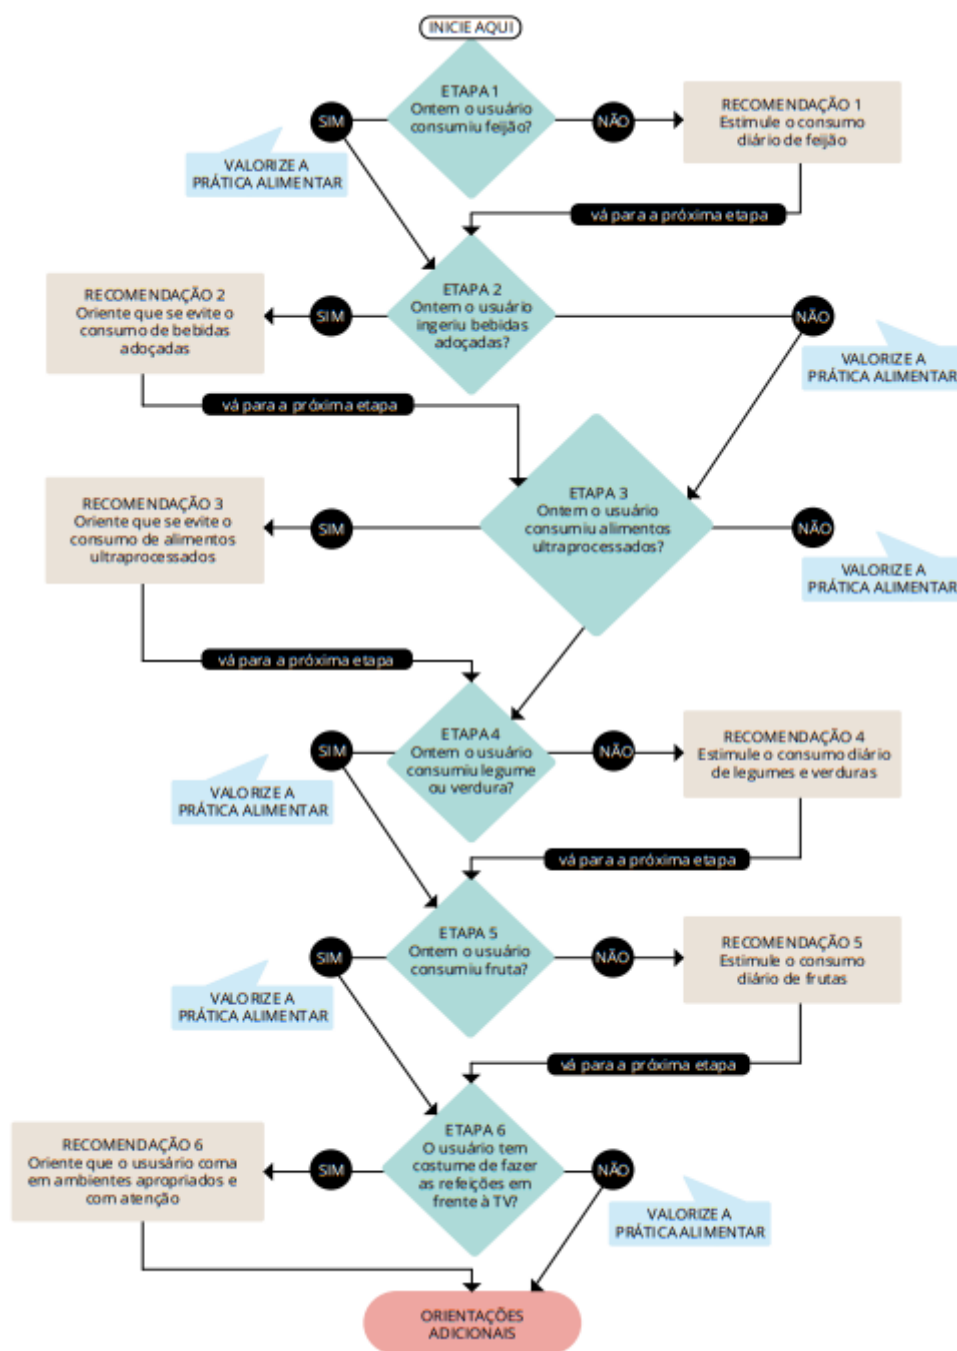 INICIE AQUI
ETAPA 1
Ontem o usuário
consumiu feijão?
SIM
NÃO
RECOMENDAÇÃO 1
Estimule o consumo
diário de feijão
VALORIZE A
PRÁTICA ALIMENTAR
vá para a próxima etapa
ETAPA 2
Ontem o usuário
ingeriu bebidas
adoçadas?
SIM
NÃO
RECOMENDAÇÃO 2
Oriente que se evite o
consumo de bebidas
adoçadas
VALORIZE A
PRÁTICA ALIMENTAR
vá para a próxima etapa
ETAPA 3
Ontem o usuário
consumiu alimentos
ultraprocessados?
SIM
NÃO
RECOMENDAÇÃO 3
Oriente que se evite o
consumo de alimentos
ultraprocessados
VALORIZE A
PRÁTICA ALIMENTAR
vá para a próxima etapa
ETAPA 4
Ontem o usuário
consumiu legume
ou verdura?
SIM
NÃO
RECOMENDAÇÃO 4
Estimule o consumo diário
de legumes e verduras
VALORIZE A
PRÁTICA ALIMENTAR
vá para a próxima etapa
ETAPA 5
Ontem o usuário
consumiu fruta?
SIM
NÃO
RECOMENDAÇÃO 5
Estimule o consumo
diário de frutas
VALORIZE A
PRÁTICA ALIMENTAR
vá para a próxima etapa
ETAPA 6
O usuário tem
costume de fazer
as refeições em
frente à TV?
SIM
NÃO
RECOMENDAÇÃO 6
Oriente que o ususário coma
em ambientes apropriados e
com atenção
VALORIZE A
PRÁTICA ALIMENTAR
ORIENTAÇÕES
ADICIONAIS